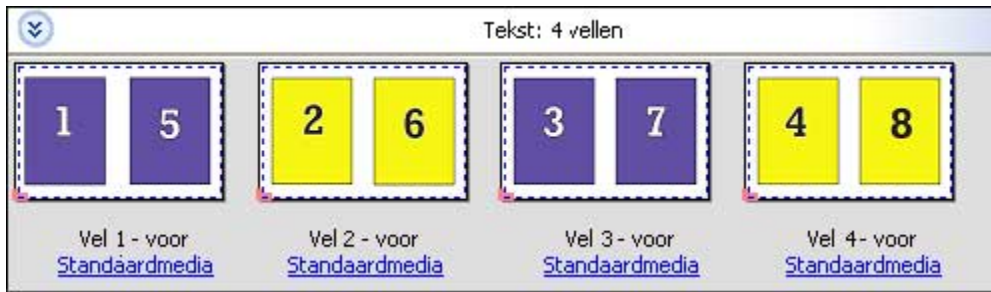 Tekst: 4 vellen
1 5 2 6 3 7 4 8
Vel 1 - voor Vel 2 - voor Vel 3 - voor Vel 4- voor
Standaardmedia Standaardmedia Standaardmedia Standaardmedia